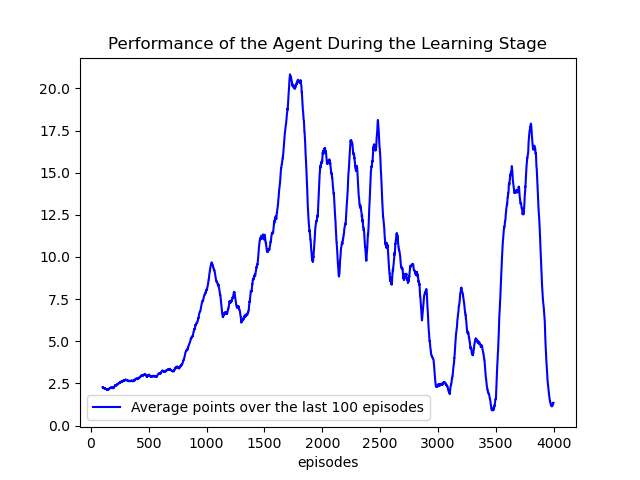 Performance of the Agent During the Learning Stage
20.0
17.5
15.0
12.5
10.0
7.5
5.0
2.5
0.0
Average points over the last 100 episodes
0 500 1000 1500 2000 2500 3000 3500 4000
episodes